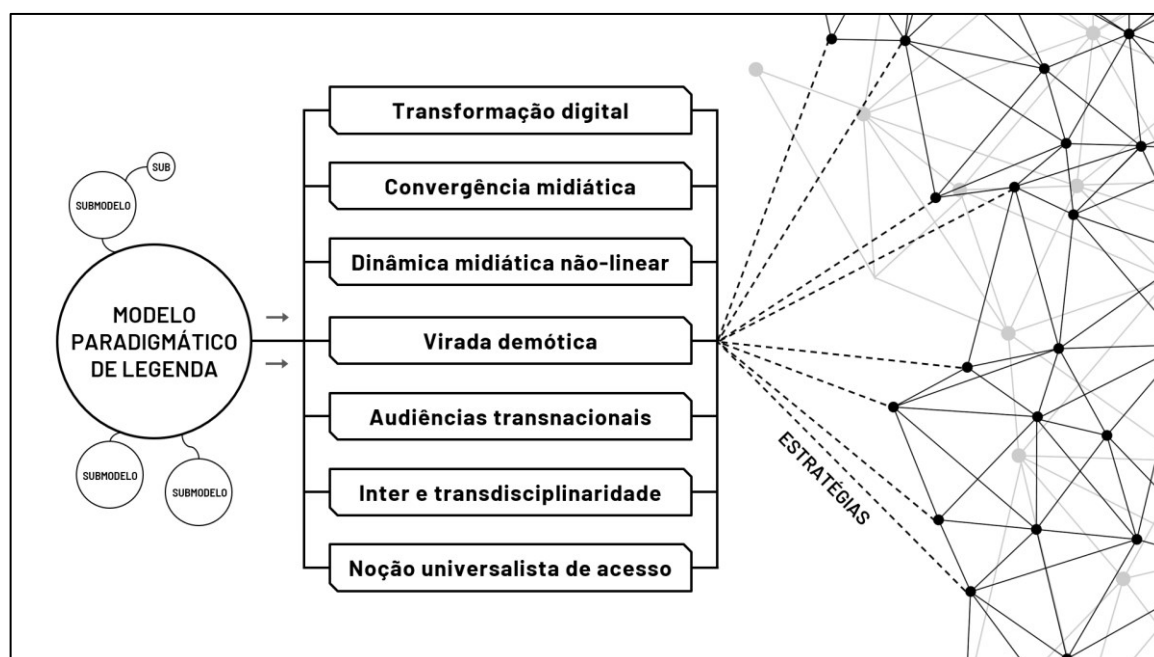 SUB
SUBMODELO
MODELO
PARADIGMÁTICO
DE LEGENDA
SUBMODELO
SUBMODELO
Transformação digital
Convergência midiática
Dinâmica midiática não-linear
Virada demótica
Audiências transnacionais
Inter e transdisciplinaridade
Noção universalista de acesso
ESTRATÉGIAS